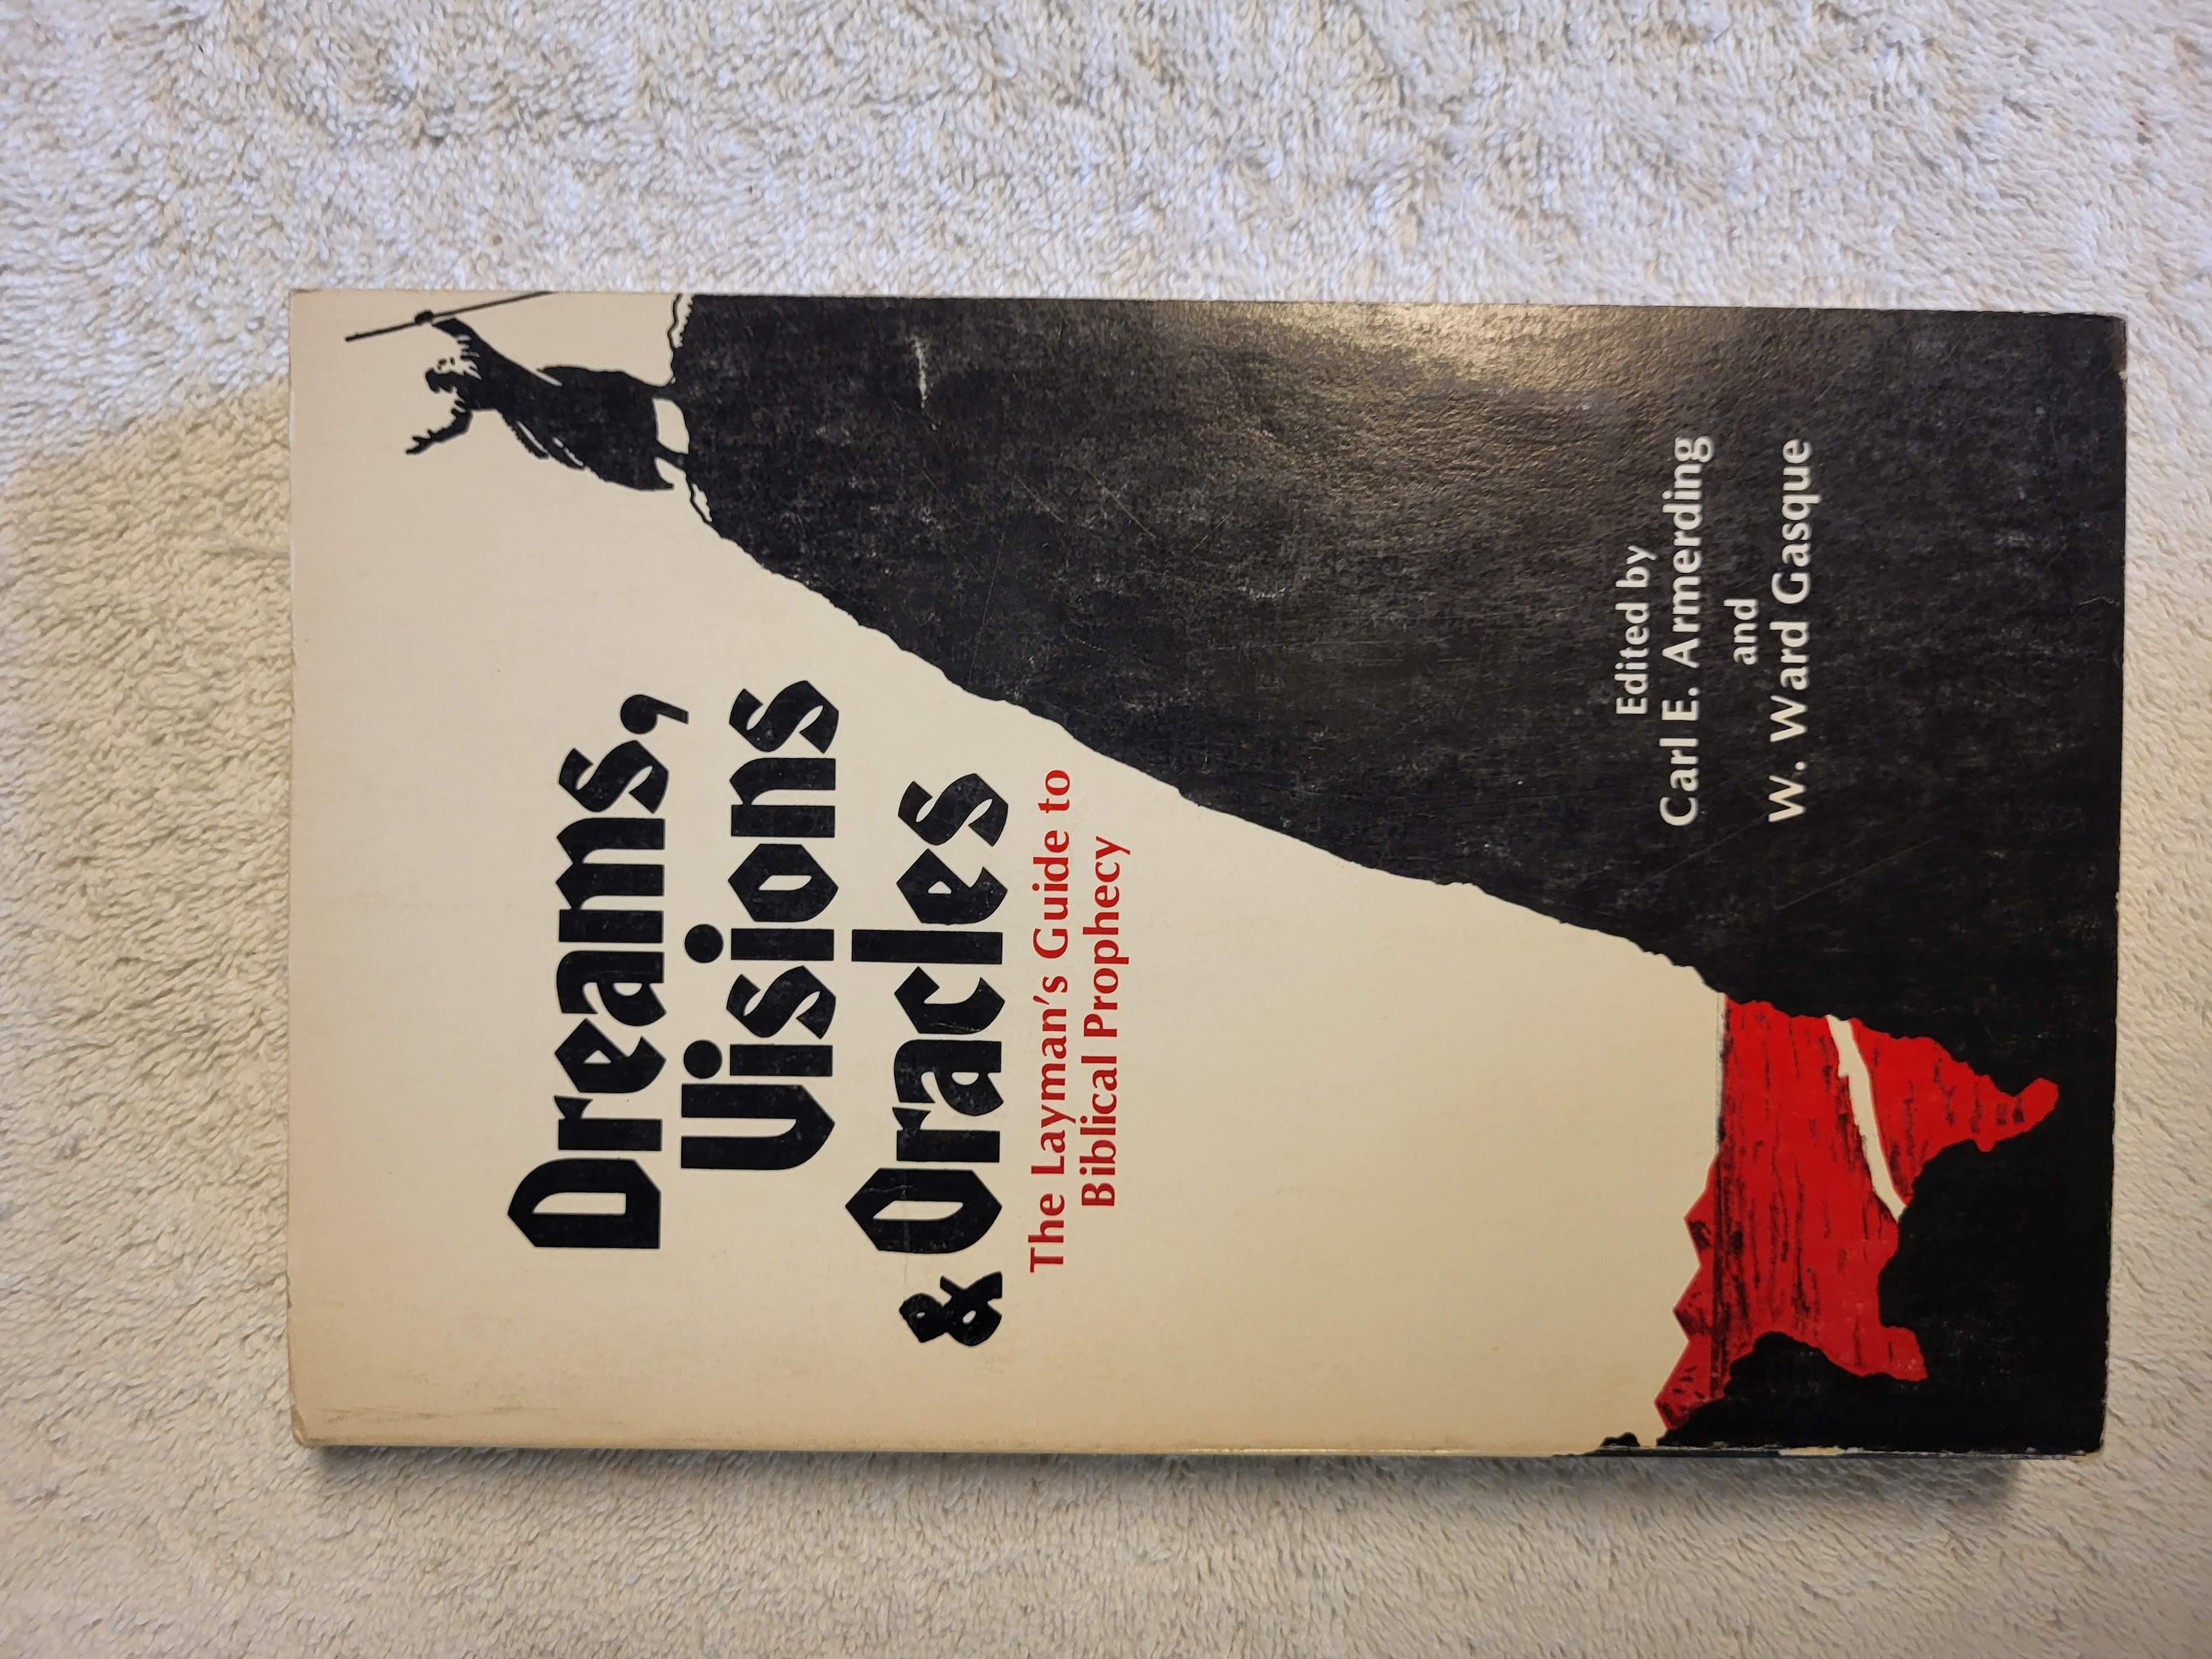 Dreams,
Visions
& Oracles
The Layman's Guide to
Biblical Prophecy
Edited by
Carl E. Armerding
and
W. Ward Gasque